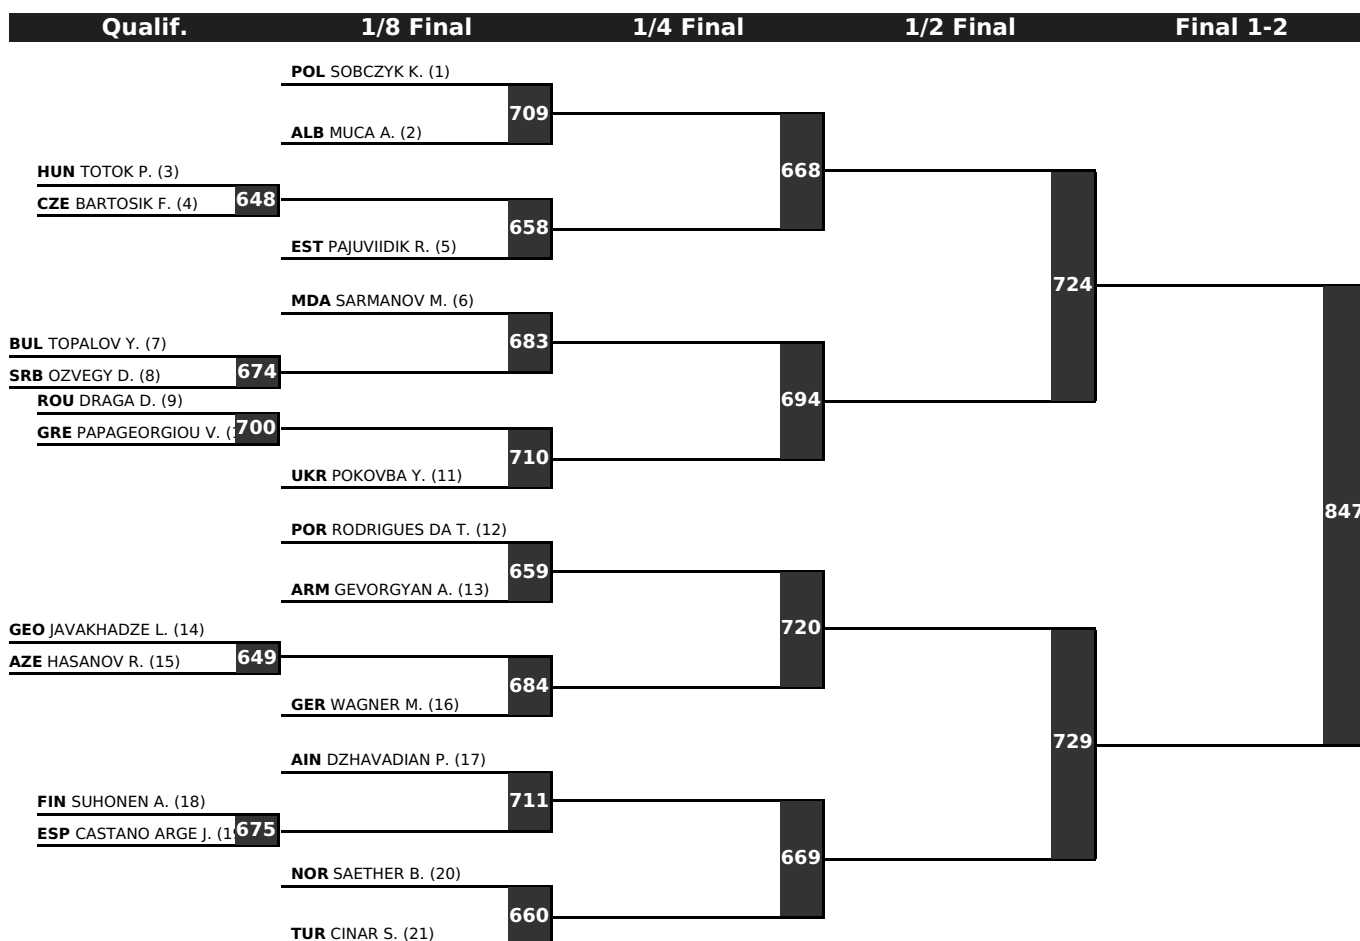 Qualif. 1/8 Final 1/4 Final 1/2 Final Final 1-2
POL SOBCZYK K. (1)
709
ALB MUCA A. (2)
HUN TOTOK P. (3)
668
648
CZE BARTOSIK F. (4)
658
EST PAJUVIIDIK R. (5)
724
MDA SARMANOV M. (6)
683
BUL TOPALOV Y. (7)
674
SRB OZVEGY D. (8)
694
ROU DRAGA D. (9)
700
GRE PAPAGEORGIOU V.
710
UKR POKOVBA Y. (11)
847
POR RODRIGUES DA T. (12)
659
ARM GEVORGYAN A. (13)
720
GEO JAVAKHADZE L. (14)
649
AZE HASANOV R. (15)
684
GER WAGNER M. (16)
729
AIN DZHAVADIAN P. (17)
711
FIN SUHONEN A. (18)
675
ESP CASTANO ARGE J.
669
NOR SAETHER B. (20)
660
TUR CINAR S. (21)